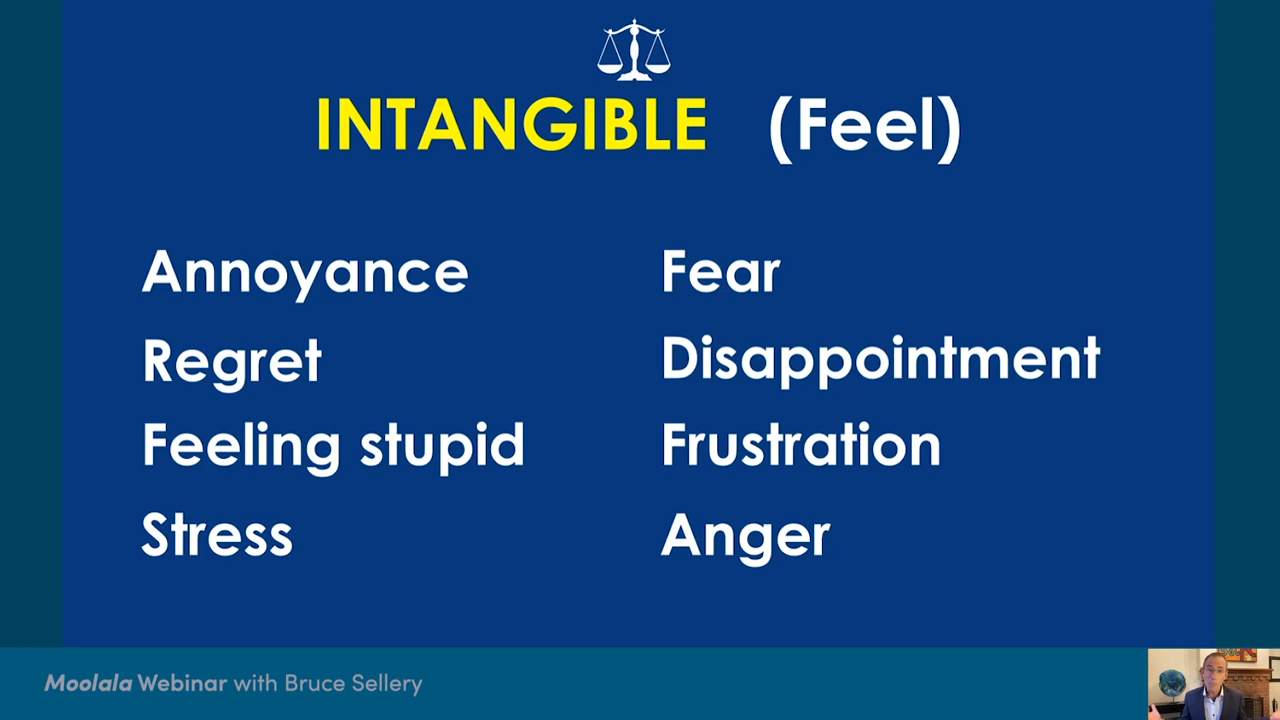 INTANGIBLE (Feel)
Annoyance
Regret
Feeling stupid
Stress
Fear
Disappointment
Frustration
Anger
Moolala Webinar with Bruce Sellery